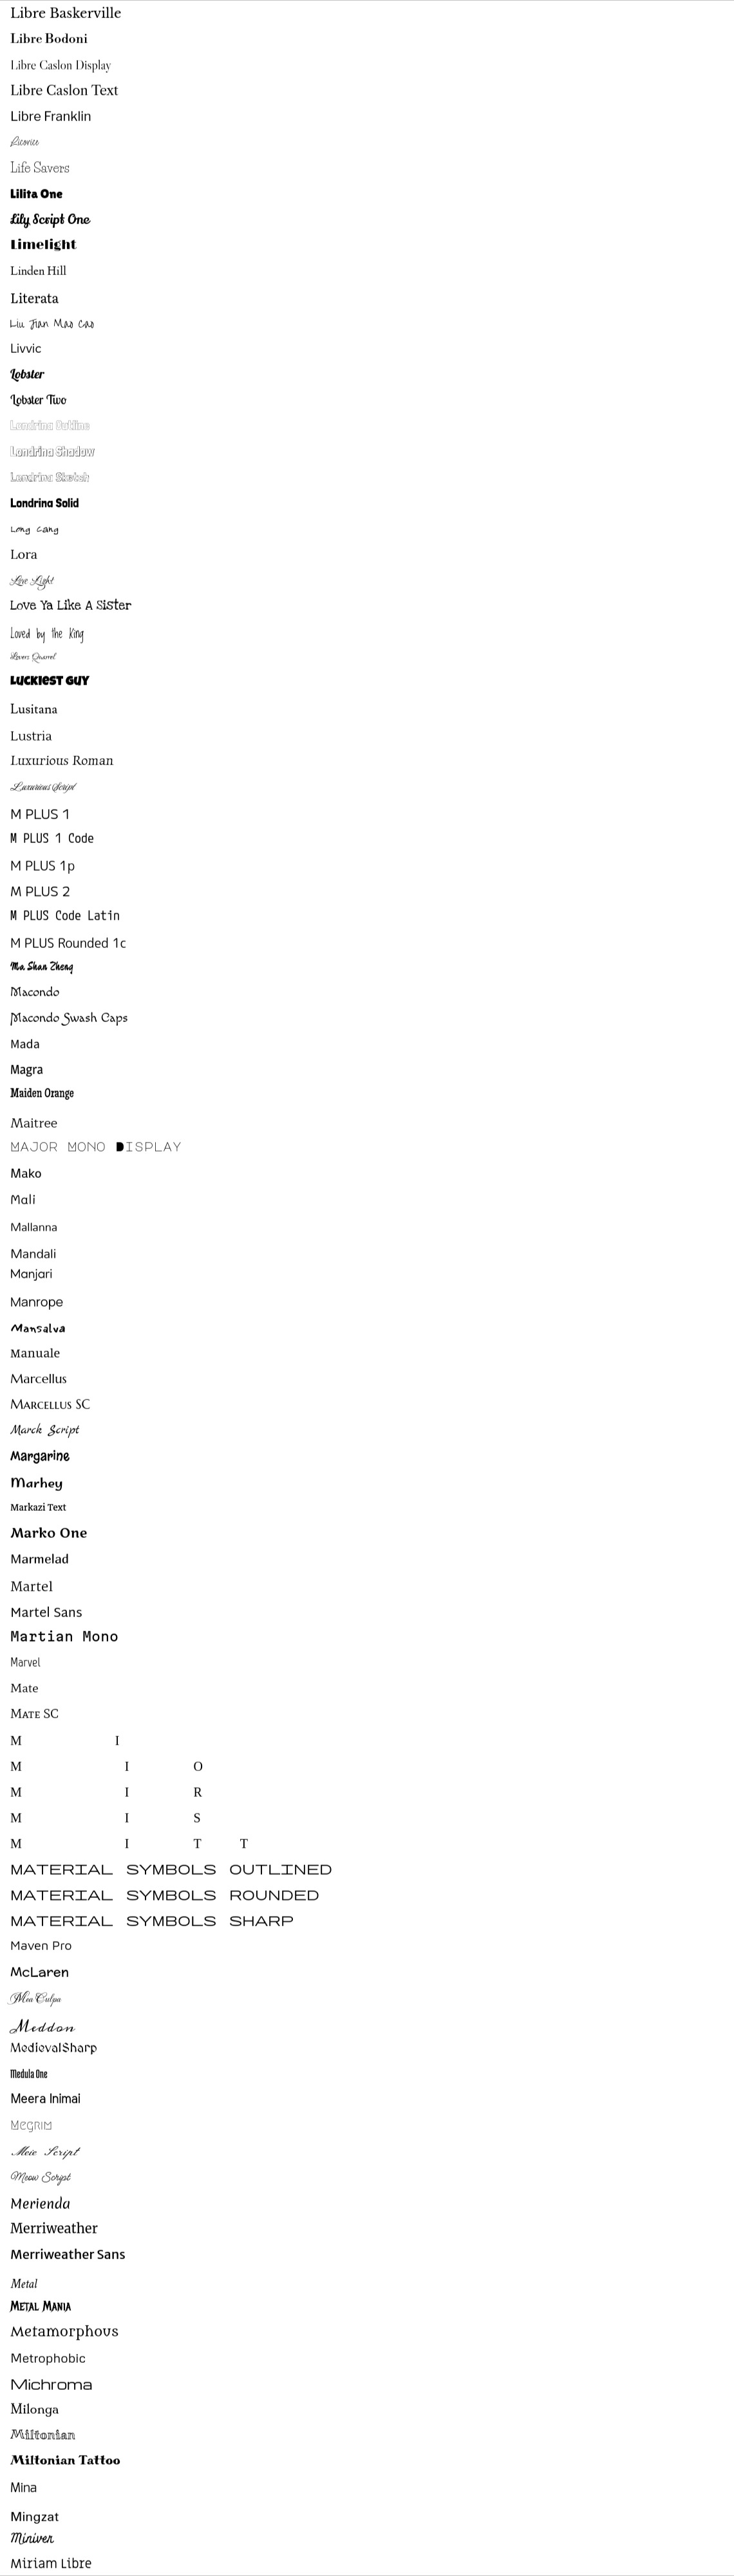 Libre Baskerville
Libre Bodoni
Libre Caslon Display
Libre Caslon Text
Libre Franklin
Licorice
Life Savers
Lilita One
Lily Script One
Limelight
Linden Hill
Literata
Liu Jian Mao Cao
Livvic
Lobster
Lobster Two
Londrina Outline
Londrina Shadow
Londrina Sketch
Londrina Solid
Long Cang
Lora
Love Light
Love Ya Like A Sister
Loved by the King
Lovers Quarrel
Luckiest Guy
Lusitana
Lustria
Luxurious Roman
Luxurious Script
M PLUS 1
M PLUS 1 Code
M PLUS 1p
M PLUS 2
M PLUS Code Latin
M PLUS Rounded 1c
Ma Shan Zheng
Macondo
Macondo Swash Caps
Mada
Magra
Maiden Orange
Maitree
MAJOR MONO DISPLAY
Mako
Mali
Mallanna
Mandali
Manjari
Manrope
Mansalva
Manuale
Marcellus
Marcellus SC
Marck Script
Margarine
Marhey
Markazi Text
Marko One
Marmelad
Martel
Martel Sans
Martian Mono
Marvel
Mate
Mate SC
M I
M I O
M I R
M I S
M I T T
MATERIAL SYMBOLS OUTLINED
MATERIAL SYMBOLS ROUNDED
MATERIAL SYMBOLS SHARP
Maven Pro
McLaren
Mea Culpa
Meddon
MedievalSharp
Medula One
Meera Inimai
Megrim
Meie Script
Meow Script
Merienda
Merriweather
Merriweather Sans
Metal
Metal Mania
Metamorphous
Metrophobic
Michroma
Milonga
Miltonian
Miltonian Tattoo
Mina
Mingzat
Miniver
Miriam Libre